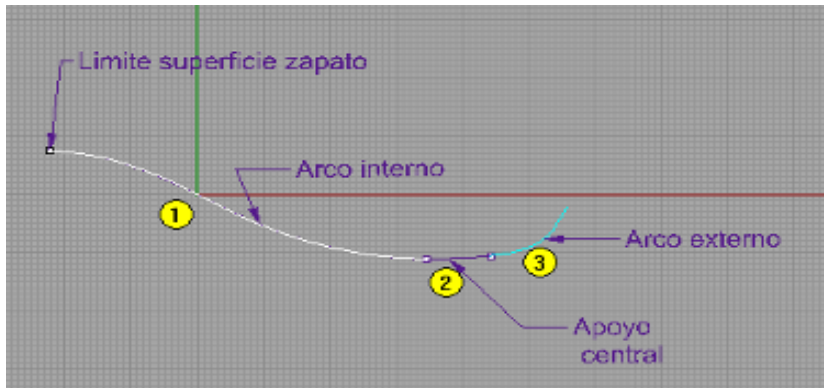 Limite superficie zapato
Arco interno
1
Arco externo
3
2
Apoyo
central